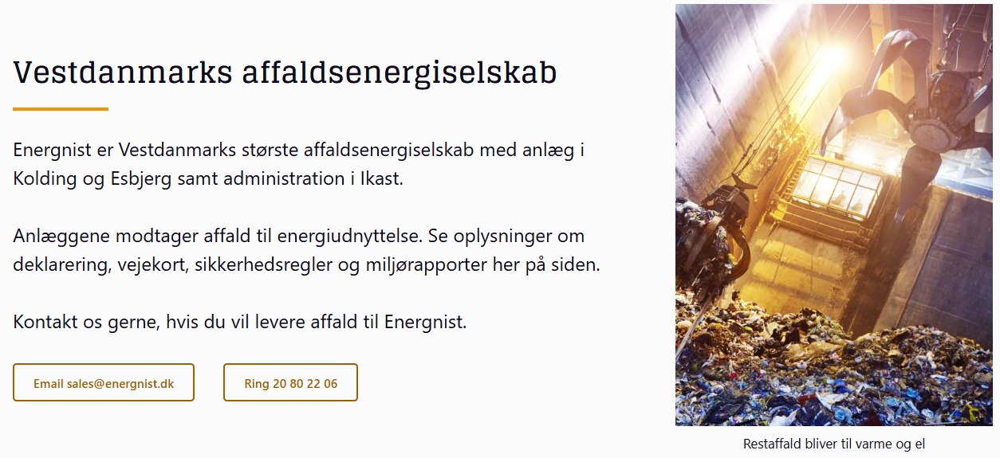 Vestdanmarks affaldsenergiselskab
Energnist er Vestdanmarks største affaldsenergiselskab med anlæg i
Kolding og Esbjerg samt administration i Ikast.
Anlæggene modtager affald til energiudnyttelse. Se oplysninger om
deklarering, vejekort, sikkerhedsregler og miljørapporter her på siden.
Kontakt os gerne, hvis du vil levere affald til Energnist.
Email sales@energnist.dk
Ring 20 80 22 06
Restaffald bliver til varme og el